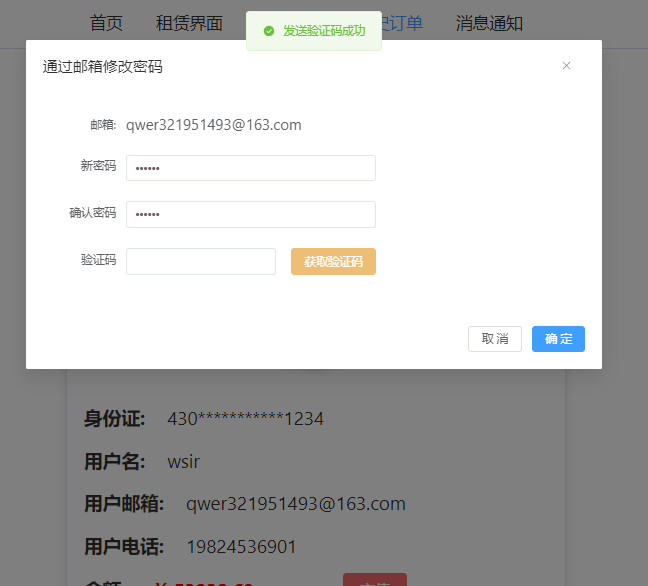 首页 租赁界面 史订单 消息通知
发送验证码成功
通过邮箱修改密码
邮箱: qwer321951493@163.com
新密码 ••••••
确认密码 ••••••
验证码 获取验证码
取消 确定
身份证: 430***********1234
用户名: wsir
用户邮箱: qwer321951493@163.com
用户电话: 19824536901